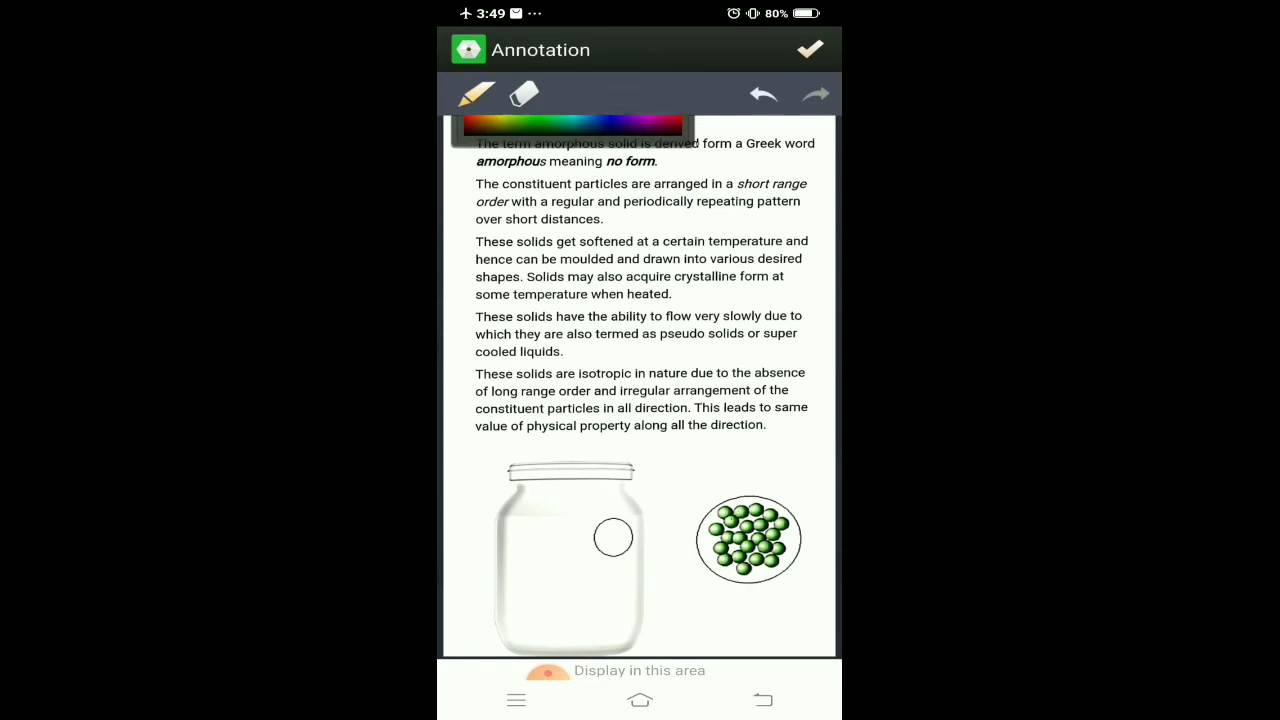 3:49
80%
Annotation
The term amorphous solid is derived form a Greek word
amorphous meaning no form.
The constituent particles are arranged in a short range
order with a regular and periodically repeating pattern
over short distances.
These solids get softened at a certain temperature and
hence can be moulded and drawn into various desired
shapes. Solids may also acquire crystalline form at
some temperature when heated.
These solids have the ability to flow very slowly due to
which they are also termed as pseudo solids or super
cooled liquids.
These solids are isotropic in nature due to the absence
of long range order and irregular arrangement of the
constituent particles in all direction. This leads to same
value of physical property along all the direction.
Display in this area